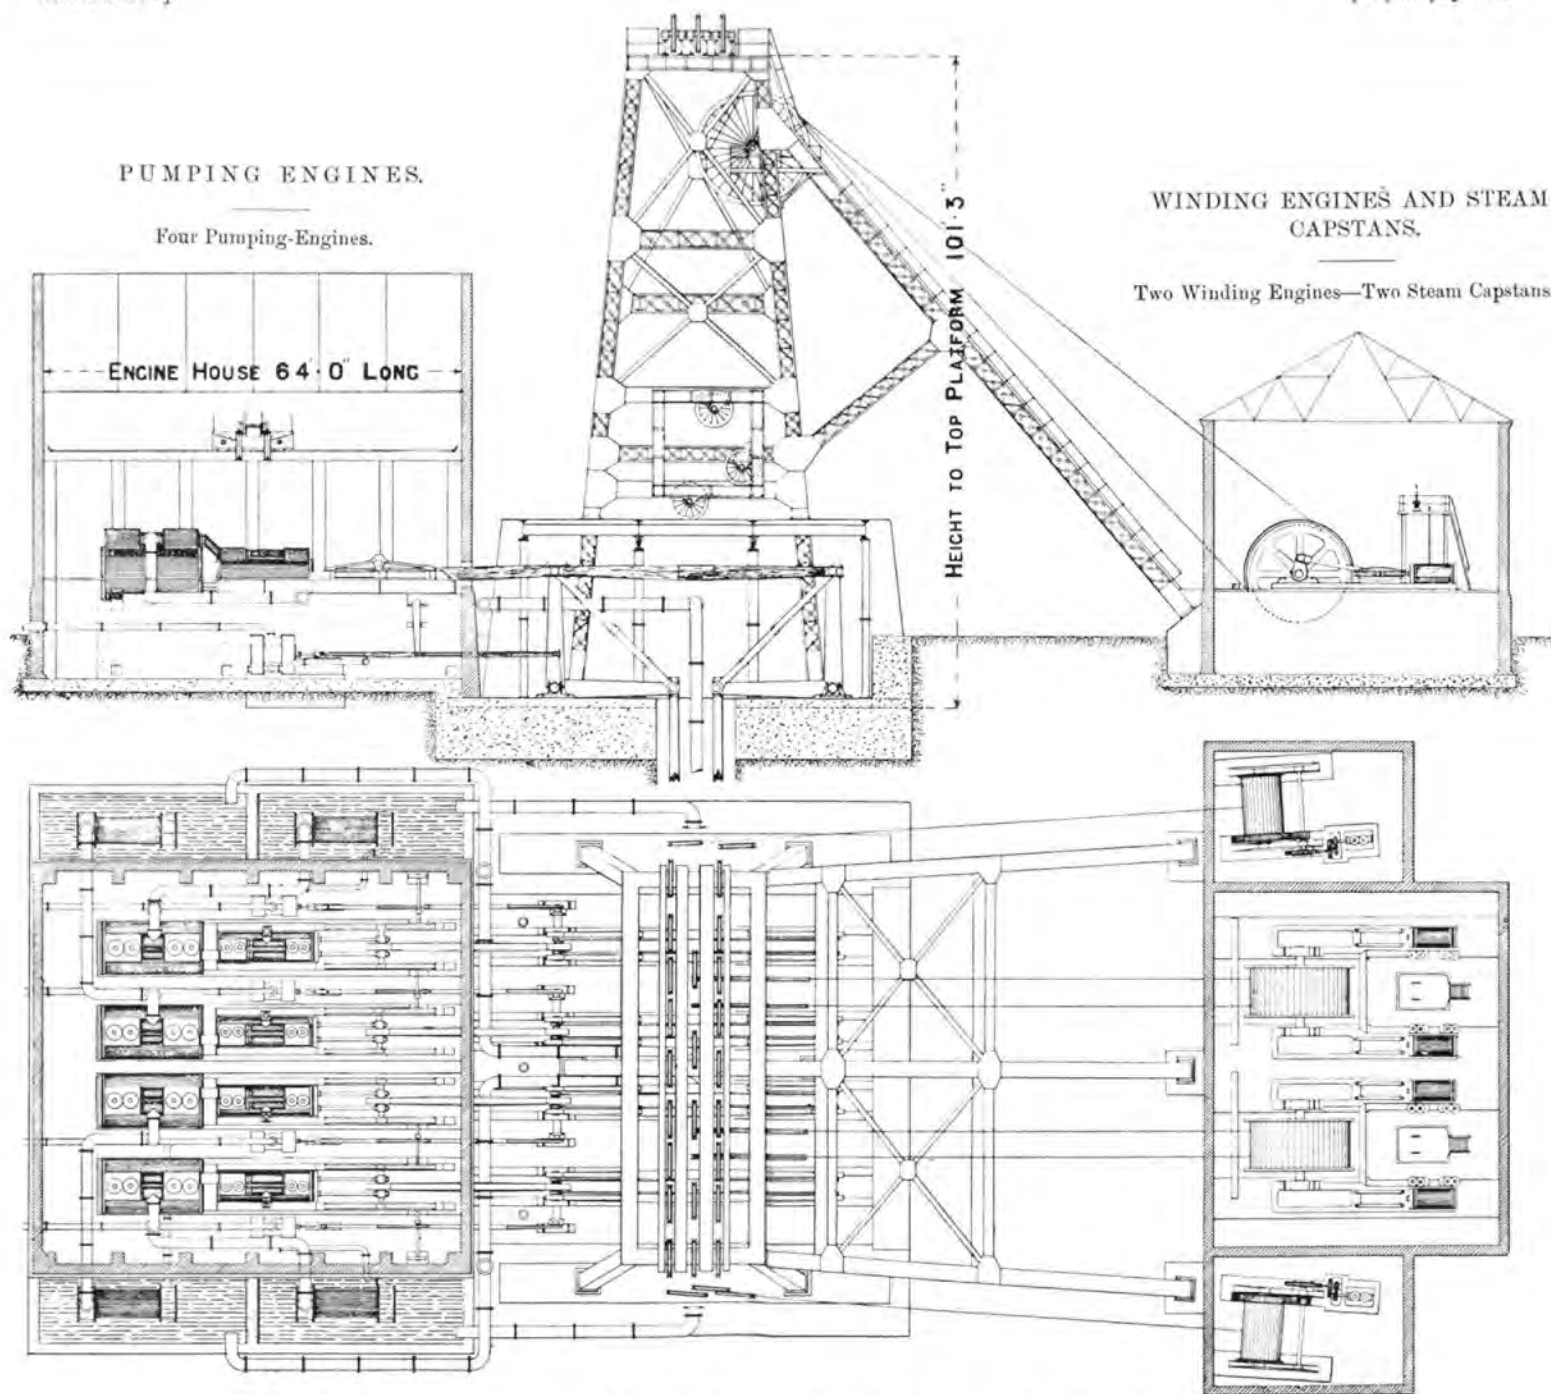 PUMPING ENGINES.
Four Pumping-Engines.
ENGINE HOUSE 64'·0" LONG
HEIGHT TO TOP PLATFORM 101·3"
WINDING ENGINES AND STEAM
CAPSTANS.
Two Winding Engines—Two Steam Capstans